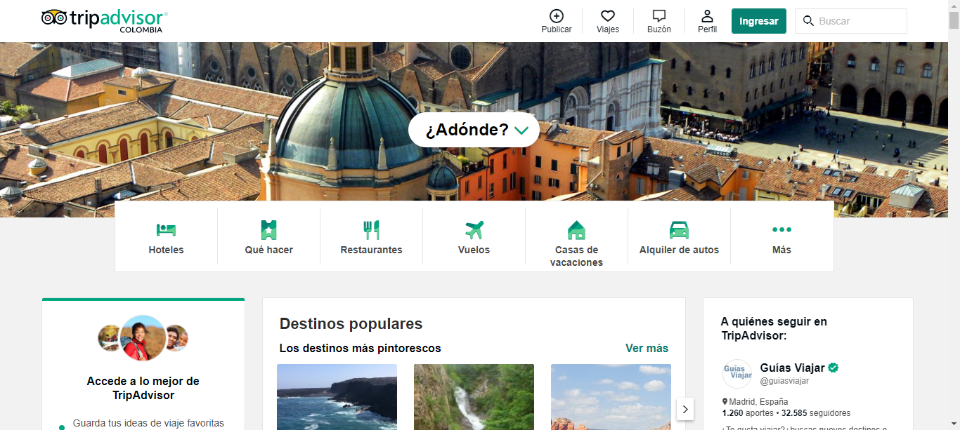 tripadvisor
COLOMBIA
Publicar
Viajes
Buzón
Perfil
Ingresar
Buscar
¿Adónde?
Hoteles
Qué hacer
Restaurantes
Vuelos
Casas de
vacaciones
Alquiler de autos
Más
Accede a lo mejor de
TripAdvisor
Guarda tus ideas de viaje favoritas
Destinos populares
Los destinos más pintorescos
Ver más
A quiénes seguir en
TripAdvisor:
Guías
Viajar
Guías Viajar
@guiasviajar
Madrid, España
1.260 aportes • 32.585 seguidores